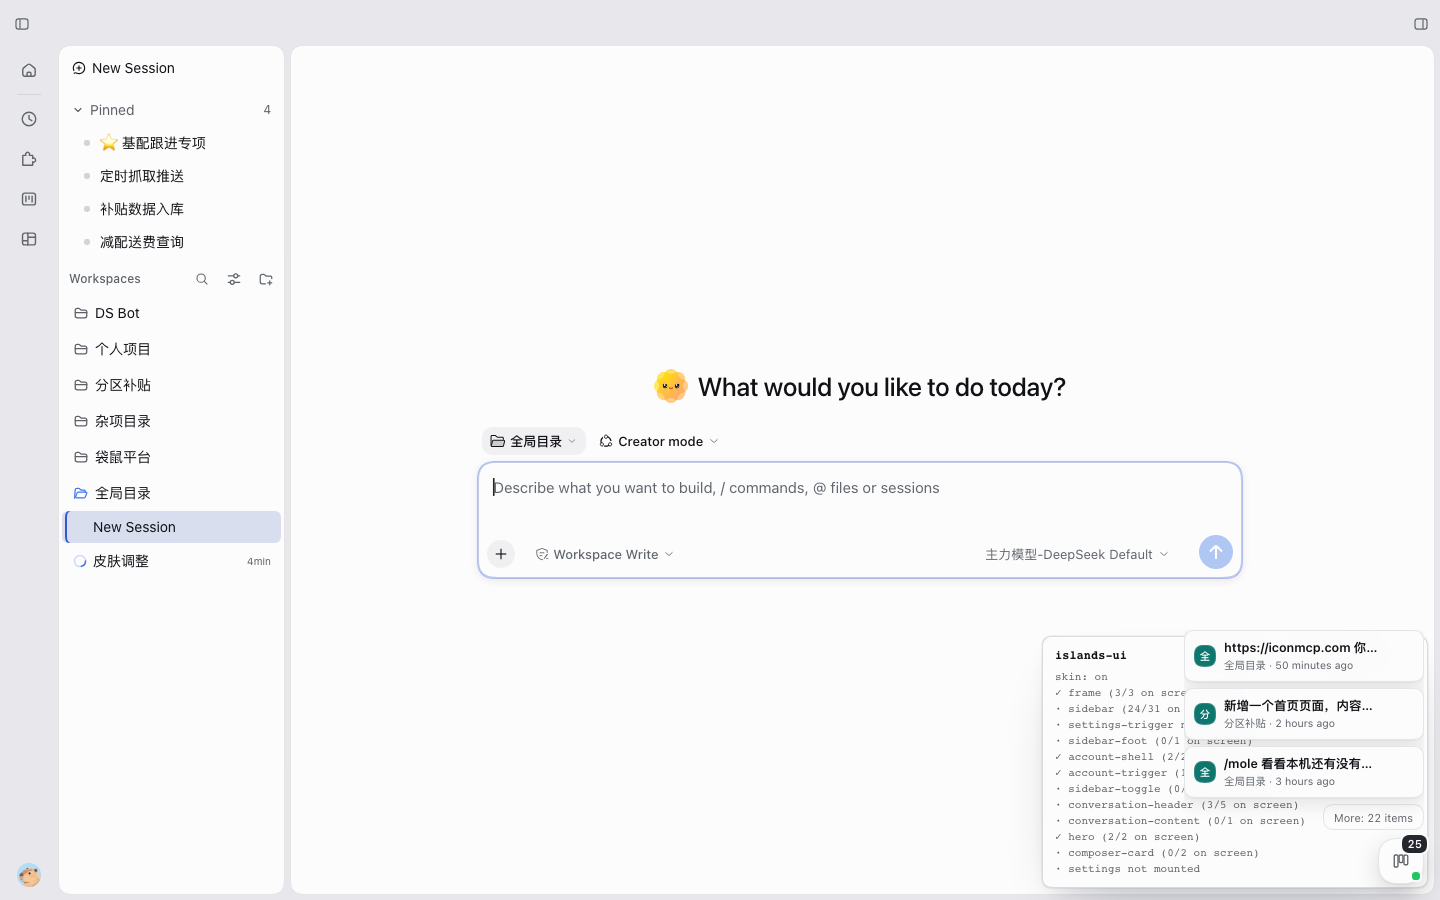 New Session
Pinned 4
基配跟进专项
定时抓取推送
补贴数据入库
减配送费查询
Workspaces
DS Bot
个人项目
分区补贴
杂项目录
袋鼠平台
全局目录
New Session
皮肤调整 4min
What would you like to do today?
全局目录 Creator mode
Describe what you want to build, / commands, @ files or sessions
Workspace Write 主力模型-DeepSeek Default
islands-ui
skin: on
✓ frame (3/3 on scre
· sidebar (24/31 on
· settings-trigger
· sidebar-foot (0/1 on screen)
✓ account-shell (2/2
✓ account-trigger (1
· sidebar-toggle (0/
· conversation-header (3/5 on screen)
· conversation-content (0/1 on screen)
✓ hero (2/2 on screen)
· composer-card (0/2 on screen)
· settings not mounted
全 https://iconmcp.com 你...
全局目录 · 50 minutes ago
分 新增一个首页页面，内容...
分区补贴 · 2 hours ago
全 /mole 看看本机还有没有...
全局目录 · 3 hours ago
More: 22 items
25